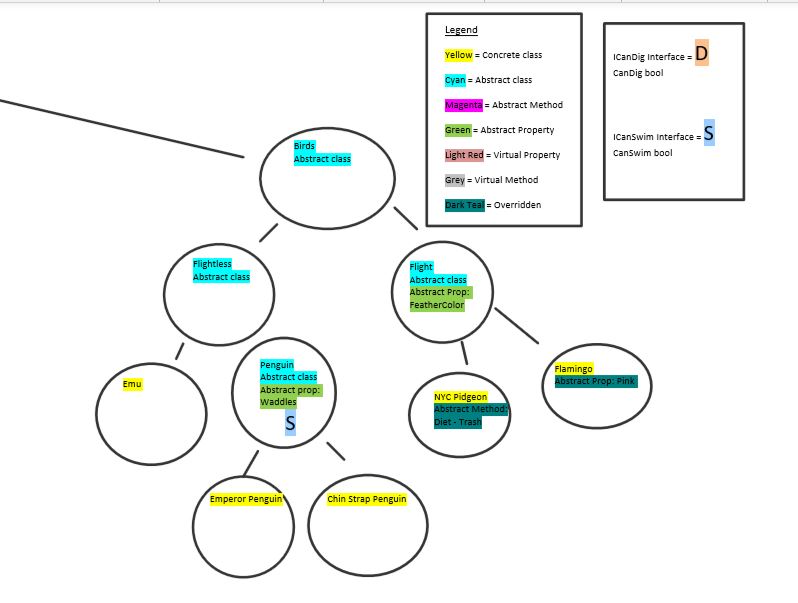 Legend
Yellow = Concrete class
Cyan = Abstract class
Magenta = Abstract Method
Green = Abstract Property
Light Red = Virtual Property
Grey = Virtual Method
Dark Teal = Overridden
ICanDig Interface = D
CanDig bool
ICanSwim Interface = S
CanSwim bool
Birds
Abstract class
Flightless
Abstract class
Flight
Abstract class
Abstract Prop:
FeatherColor
Emu
Penguin
Abstract class
Abstract prop:
Waddles
S
NYC Pidgeon
Abstract Method:
Diet - Trash
Flamingo
Abstract Prop: Pink
Emperor Penguin
Chin Strap Penguin